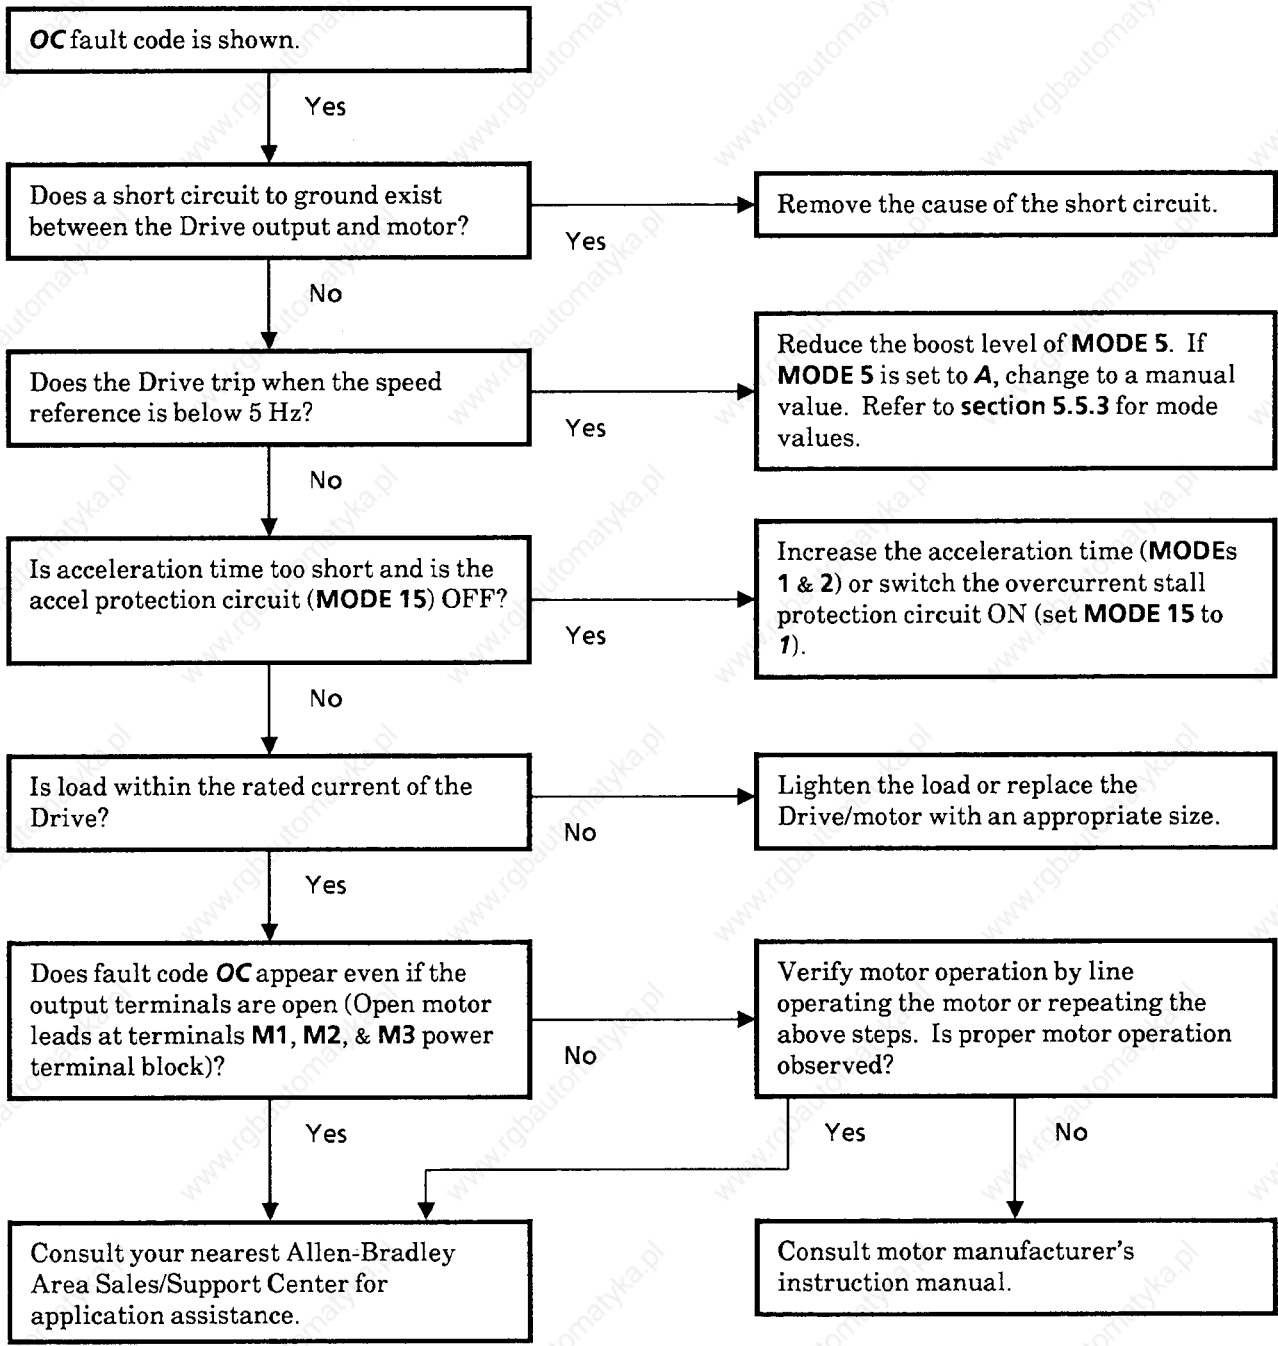 OC fault code is shown.
Yes
Does a short circuit to ground exist
between the Drive output and motor?
Yes
Remove the cause of the short circuit.
No
Does the Drive trip when the speed
reference is below 5 Hz?
Yes
Reduce the boost level of MODE 5. If
MODE 5 is set to A, change to a manual
value. Refer to section 5.5.3 for mode
values.
No
Is acceleration time too short and is the
accel protection circuit (MODE 15) OFF?
Yes
Increase the acceleration time (MODEs
1 & 2) or switch the overcurrent stall
protection circuit ON (set MODE 15 to
1).
No
Is load within the rated current of the
Drive?
No
Lighten the load or replace the
Drive/motor with an appropriate size.
Yes
Does fault code OC appear even if the
output terminals are open (Open motor
leads at terminals M1, M2, & M3 power
terminal block)?
No
Verify motor operation by line
operating the motor or repeating the
above steps. Is proper motor operation
observed?
Yes
Yes
No
Consult your nearest Allen-Bradley
Area Sales/Support Center for
application assistance.
Consult motor manufacturer's
instruction manual.
www.rgbautomatyka.pl